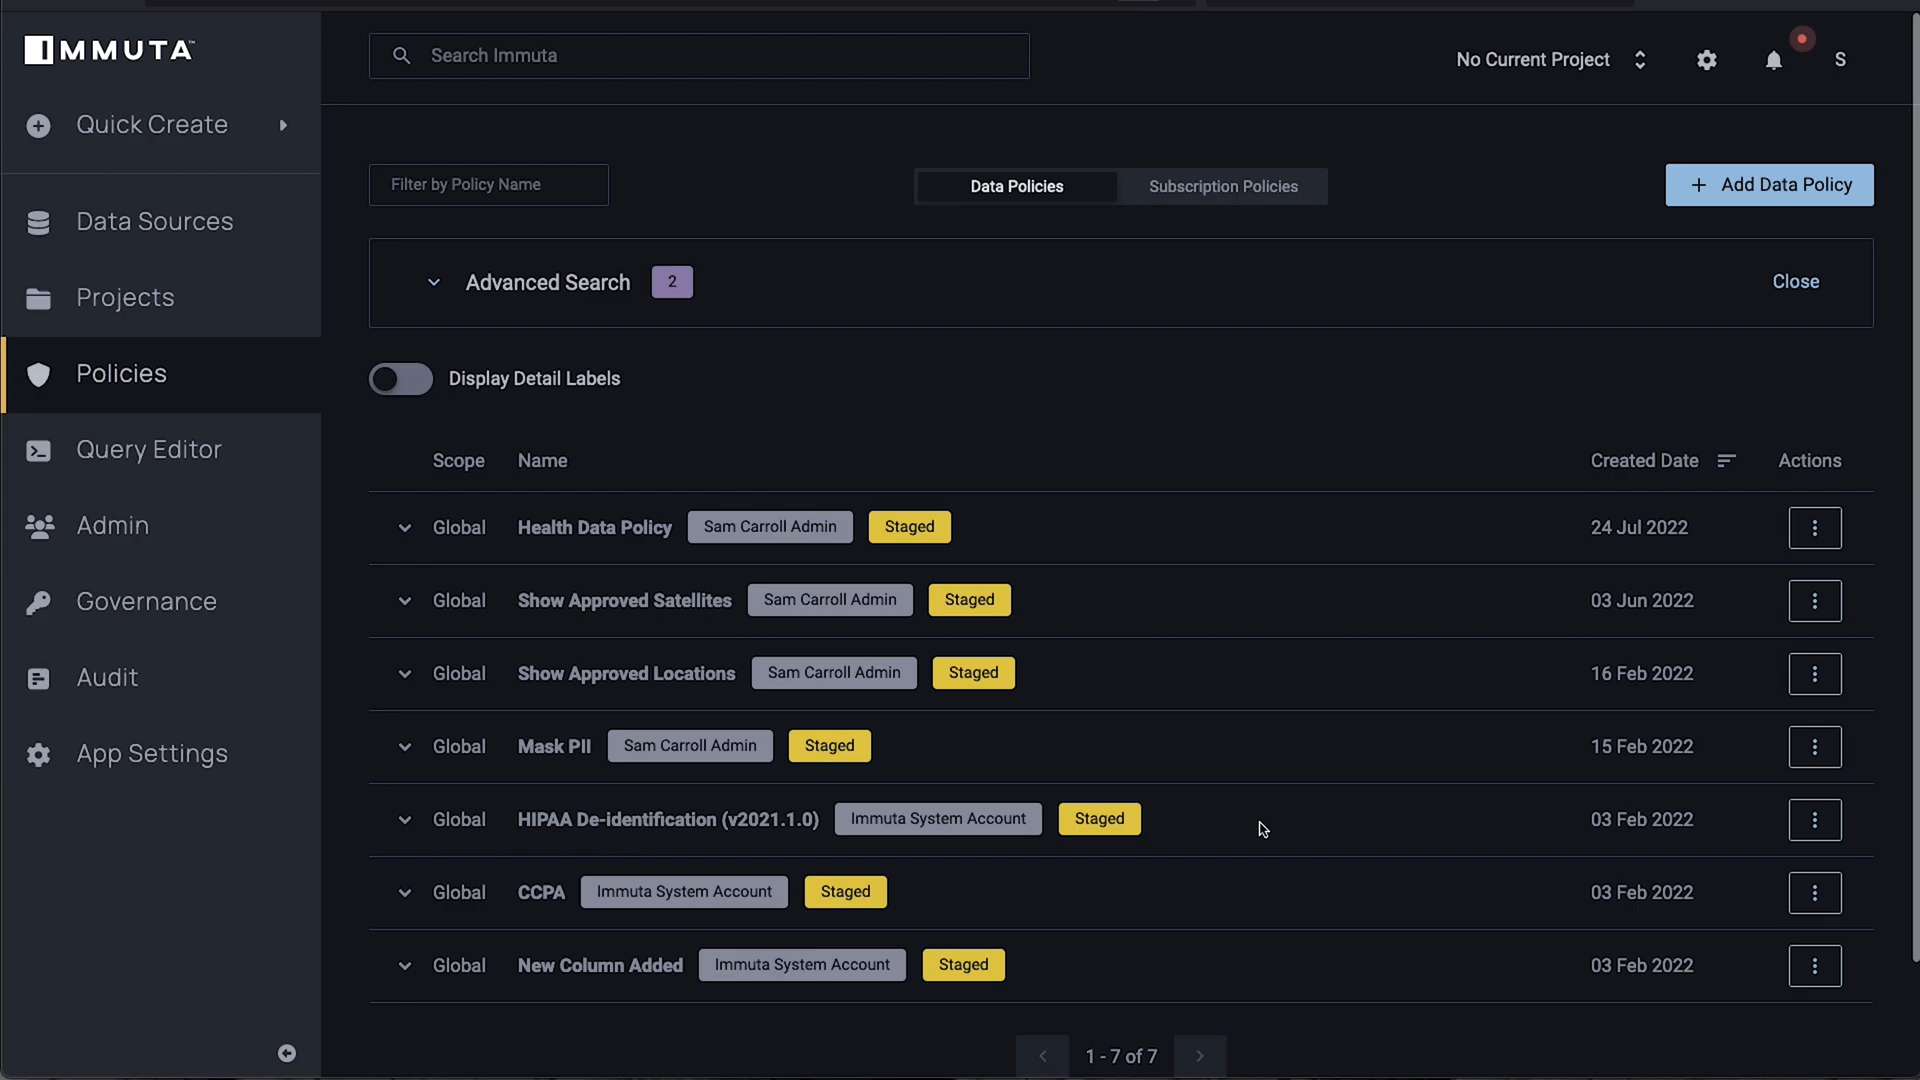 IMMUTA™
Search Immuta
No Current Project
S
Quick Create
Data Sources
Projects
Policies
Query Editor
Admin
Governance
Audit
App Settings
Filter by Policy Name
Data Policies
Subscription Policies
+ Add Data Policy
Advanced Search 2
Close
Display Detail Labels
Scope Name Created Date Actions
Global Health Data Policy Sam Carroll Admin Staged 24 Jul 2022
Global Show Approved Satellites Sam Carroll Admin Staged 03 Jun 2022
Global Show Approved Locations Sam Carroll Admin Staged 16 Feb 2022
Global Mask PII Sam Carroll Admin Staged 15 Feb 2022
Global HIPAA De-identification (v2021.1.0) Immuta System Account Staged 03 Feb 2022
Global CCPA Immuta System Account Staged 03 Feb 2022
Global New Column Added Immuta System Account Staged 03 Feb 2022
1 - 7 of 7